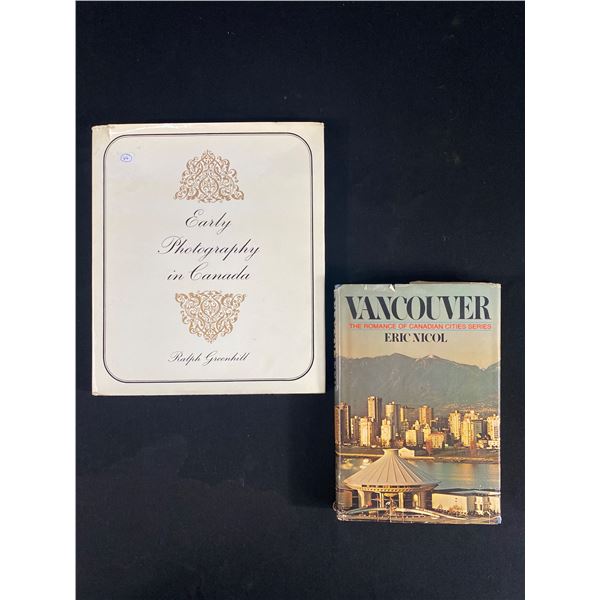 Early
Photography
in Canada
Ralph Greenhill
VANCOUVER
THE ROMANCE OF CANADIAN CITIES SERIES
ERIC NICOL